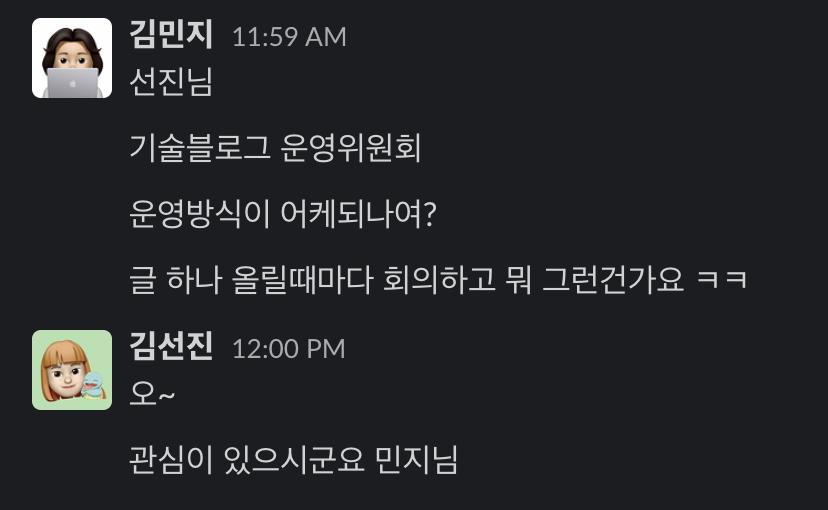 김민지 11:59 AM
선진님
기술블로그 운영위원회
운영방식이 어케되나여?
글 하나 올릴때마다 회의하고 뭐 그런건가요 ㅋㅋ
김선진 12:00 PM
오~
관심이 있으시군요 민지님